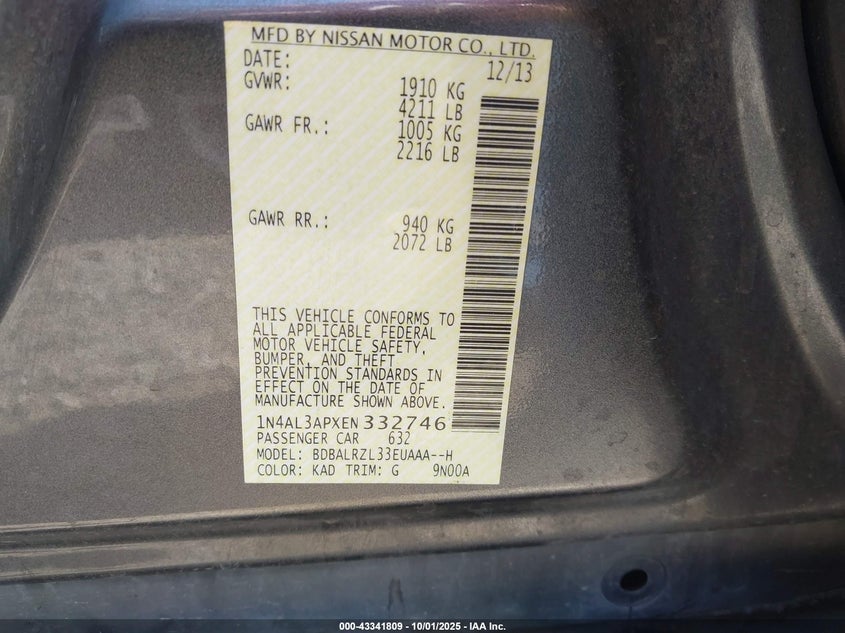 MFD BY NISSAN MOTOR CO., LTD.
DATE: 12/13
GVWR: 1910 KG
4211 LB
GAWR FR.: 1005 KG
2216 LB
GAWR RR.: 940 KG
2072 LB
THIS VEHICLE CONFORMS TO
ALL APPLICABLE FEDERAL
MOTOR VEHICLE SAFETY,
BUMPER, AND THEFT
PREVENTION STANDARDS IN
EFFECT ON THE DATE OF
MANUFACTURE SHOWN ABOVE.
1N4AL3APXEN 332746
PASSENGER CAR 632
MODEL: BDBALRZL33EUAAA--H
COLOR: KAD TRIM: G 9N00A
000-43341809 - 10/01/2025 - IAA Inc.